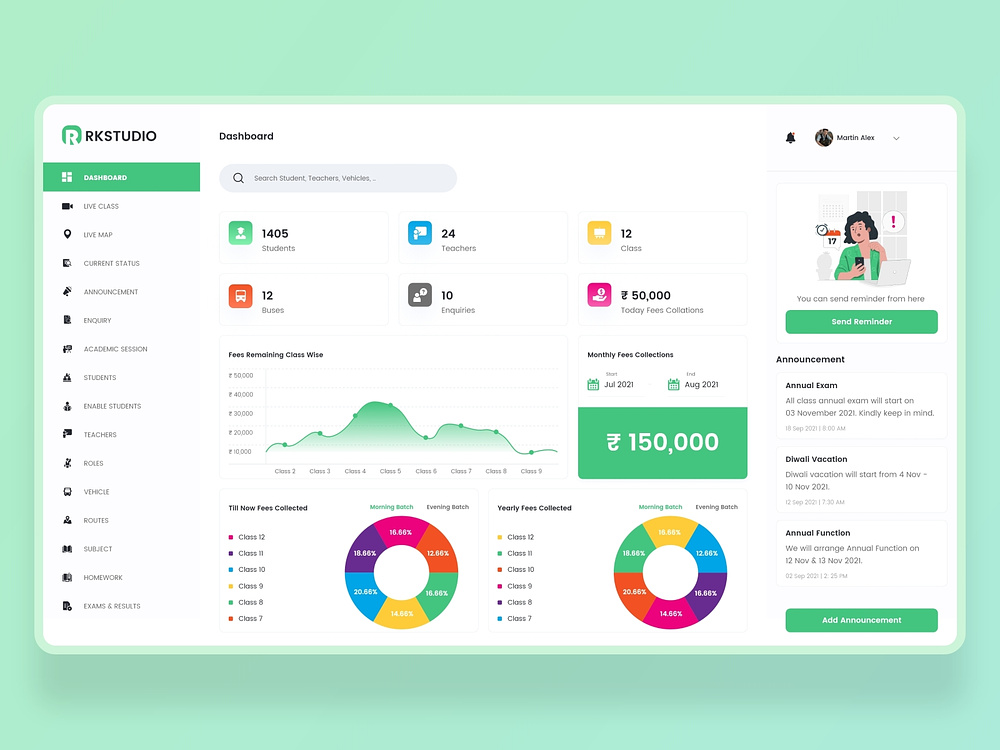 RKSTUDIO
DASHBOARD
LIVE CLASS
LIVE MAP
CURRENT STATUS
ANNOUNCEMENT
ENQUIRY
ACADEMIC SESSION
STUDENTS
ENABLE STUDENTS
TEACHERS
ROLES
VEHICLE
ROUTES
SUBJECT
HOMEWORK
EXAMS & RESULTS
Dashboard
Search Student, Teachers, Vehicles, ..
1405
Students
24
Teachers
12
Class
12
Buses
10
Enquiries
₹ 50,000
Today Fees Collations
Fees Remaining Class Wise
₹ 50,000
₹ 40,000
₹ 30,000
₹ 20,000
₹ 10,000
Class 2 Class 3 Class 4 Class 5 Class 6 Class 7 Class 8 Class 9
Monthly Fees Collections
Start
Jul 2021
End
Aug 2021
₹ 150,000
Till Now Fees Collected
Morning Batch Evening Batch
Class 12
Class 11
Class 10
Class 9
Class 8
Class 7
16.66%
12.66%
16.66%
14.66%
20.66%
18.66%
Yearly Fees Collected
Morning Batch Evening Batch
Class 12
Class 11
Class 10
Class 9
Class 8
Class 7
16.66%
12.66%
16.66%
14.66%
20.66%
18.66%
Martin Alex
17
!
You can send reminder from here
Send Reminder
Announcement
Annual Exam
All class annual exam will start on
03 November 2021. Kindly keep in mind.
18 Sep 2021 | 8:00 AM
Diwali Vacation
Diwali vacation will start from 4 Nov -
10 Nov 2021.
12 Sep 2021 | 7:30 AM
Annual Function
We will arrange Annual Function on
12 Nov & 13 Nov 2021.
02 Sep 2021 | 2: 25 PM
Add Announcement